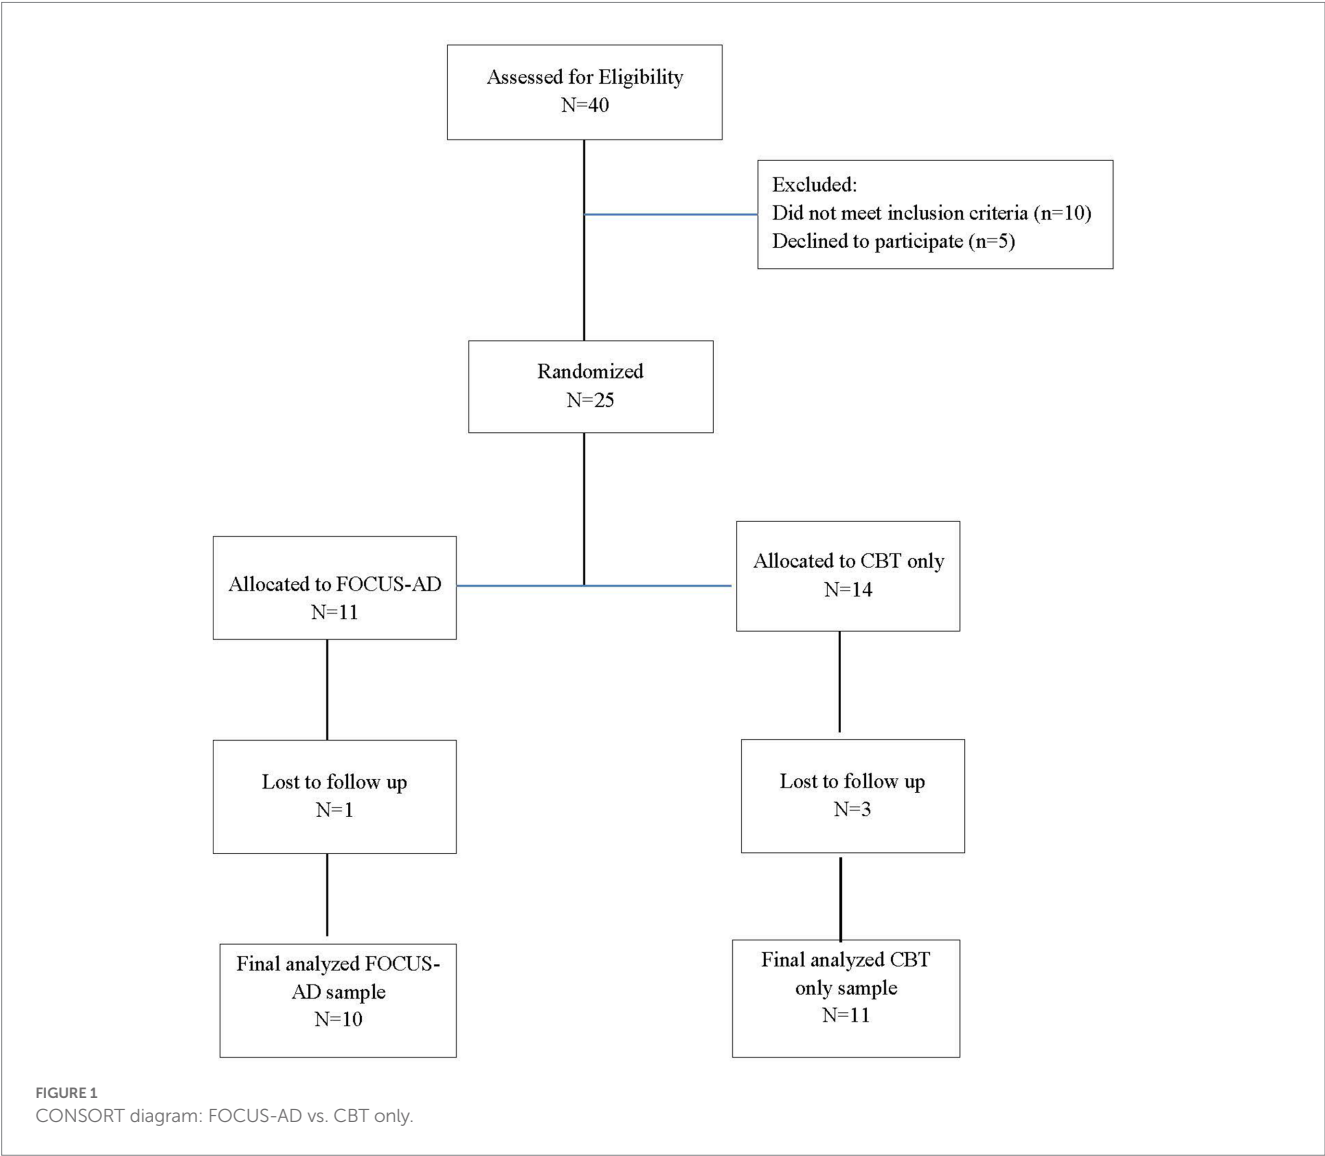 Assessed for Eligibility
N=40
Excluded:
Did not meet inclusion criteria (n=10)
Declined to participate (n=5)
Randomized
N=25
Allocated to FOCUS-AD
N=11
Allocated to CBT only
N=14
Lost to follow up
N=1
Lost to follow up
N=3
Final analyzed FOCUS-
AD sample
N=10
Final analyzed CBT
only sample
N=11
FIGURE 1
CONSORT diagram: FOCUS-AD vs. CBT only.